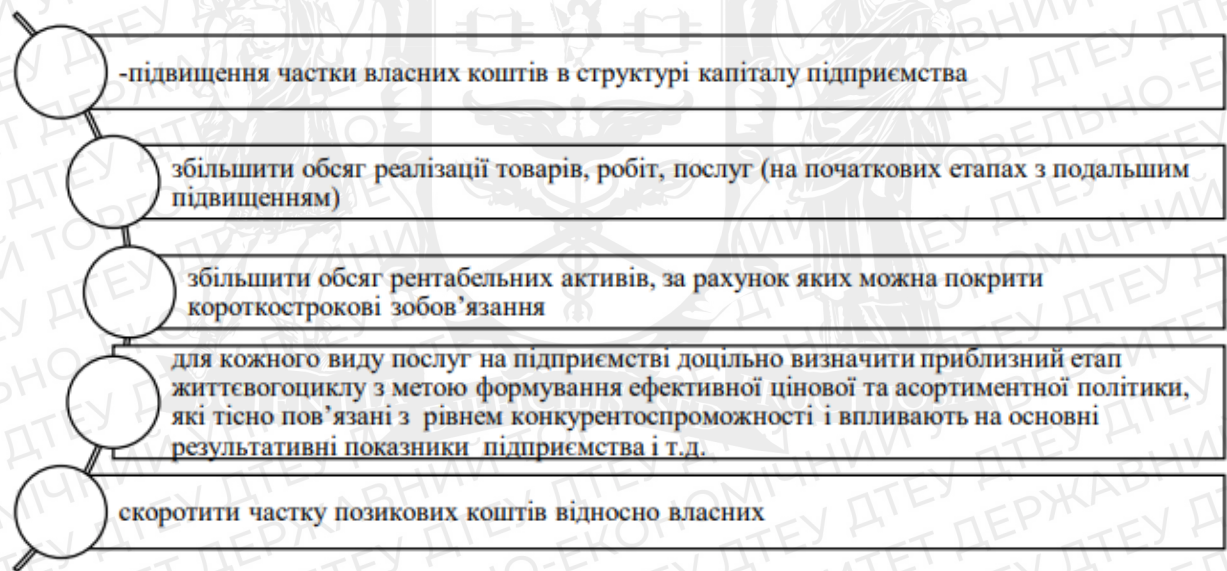 -підвищення частки власних коштів в структурі капіталу підприємства
збільшити обсяг реалізації товарів, робіт, послуг (на початкових етапах з подальшим
підвищенням)
збільшити обсяг рентабельних активів, за рахунок яких можна покрити
короткострокові зобов’язання
для кожного виду послуг на підприємстві доцільно визначити приблизний етап
життєвогоциклу з метою формування ефективної цінової та асортиментної політики,
які тісно пов’язані з рівнем конкурентоспроможності і впливають на основні
результативні показники підприємства і т.д.
скоротити частку позикових коштів відносно власних